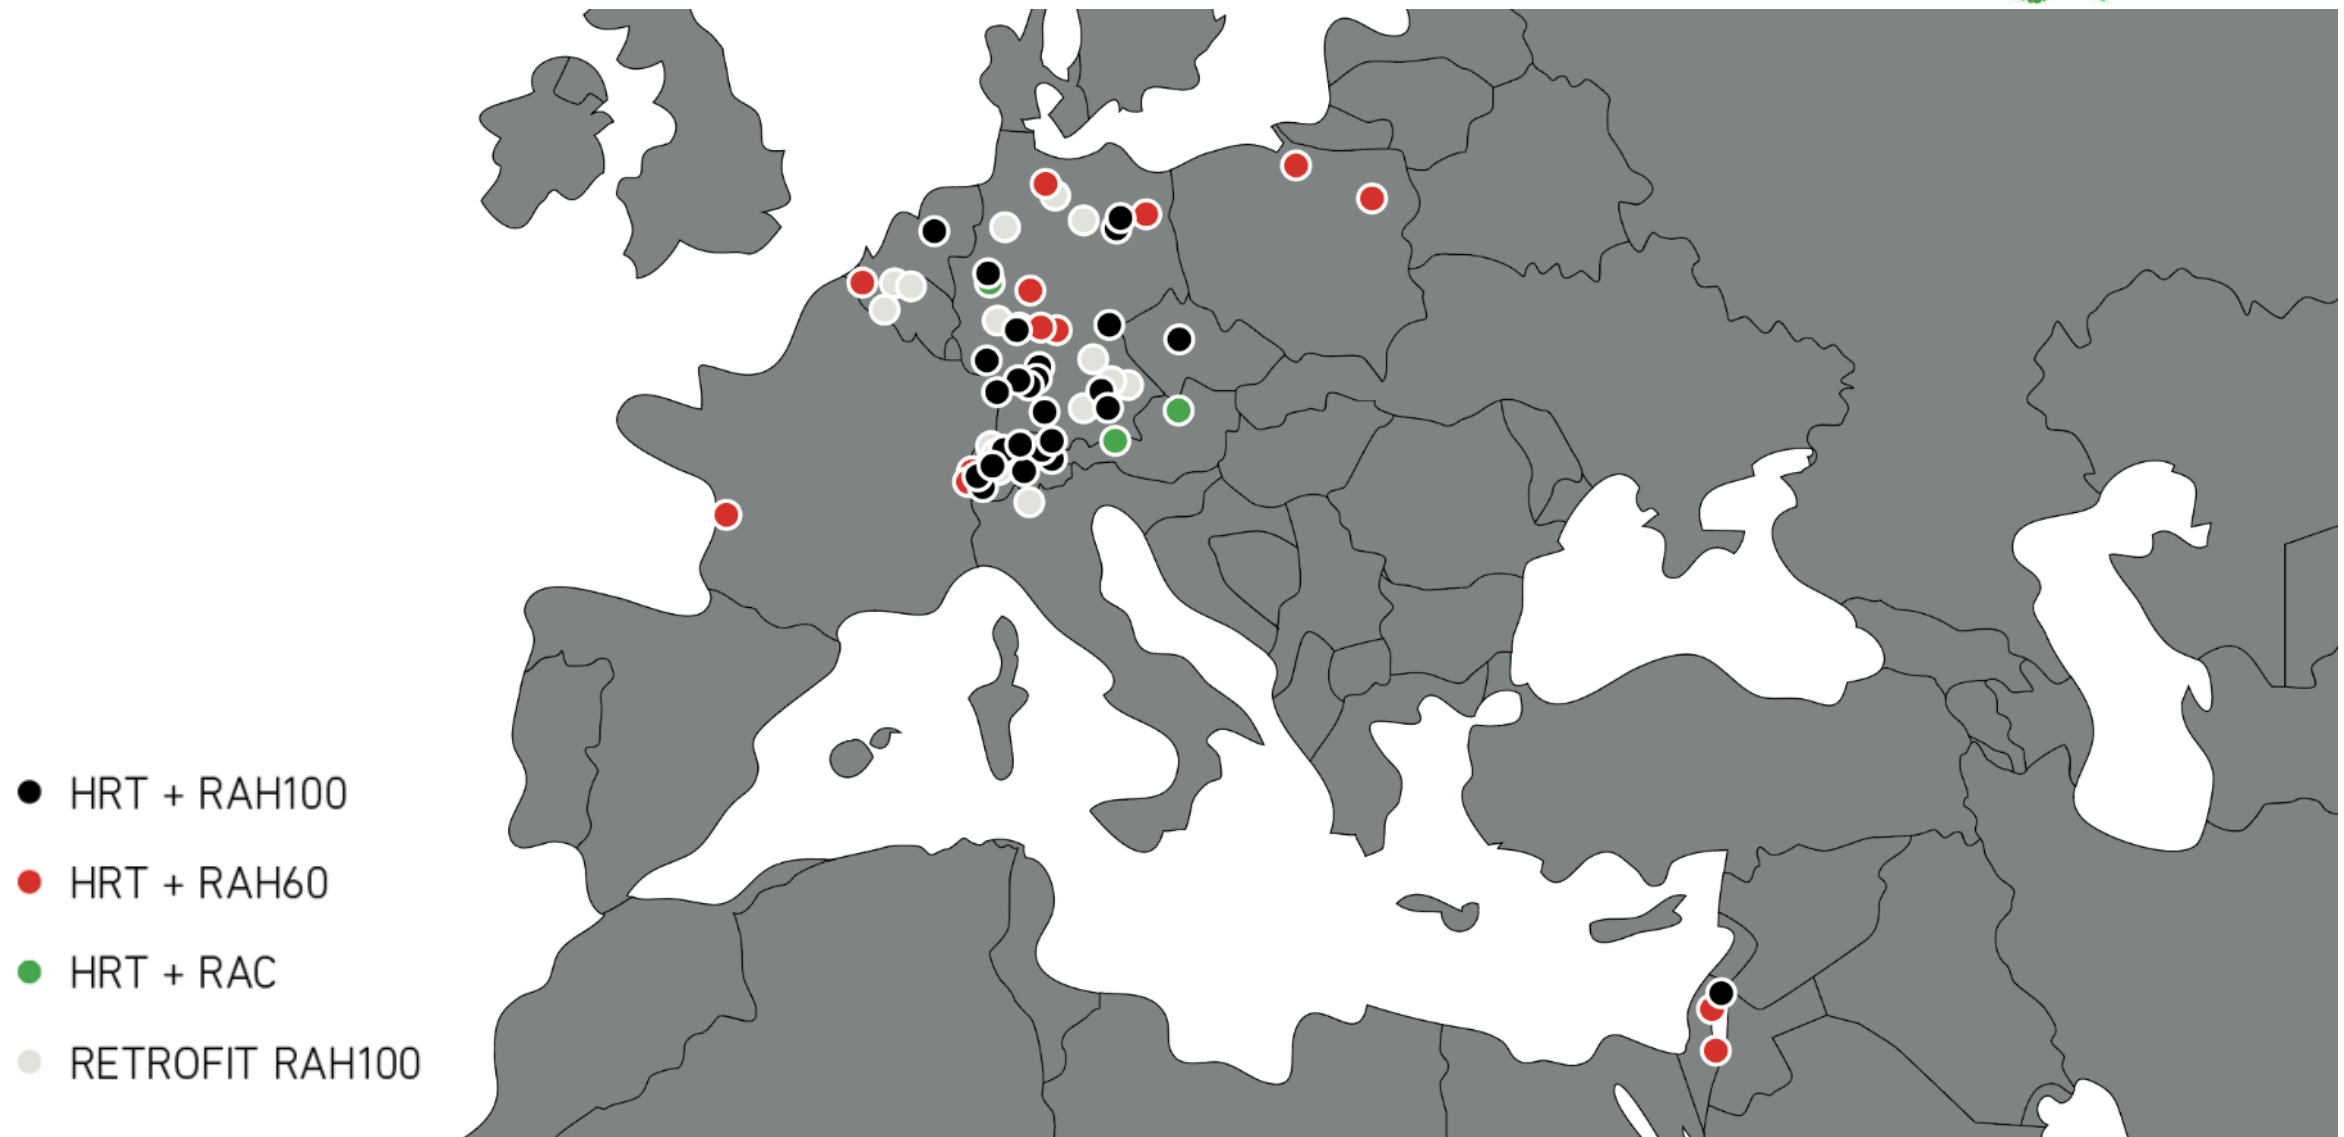 HRT + RAH100
HRT + RAH60
HRT + RAC
RETROFIT RAH100